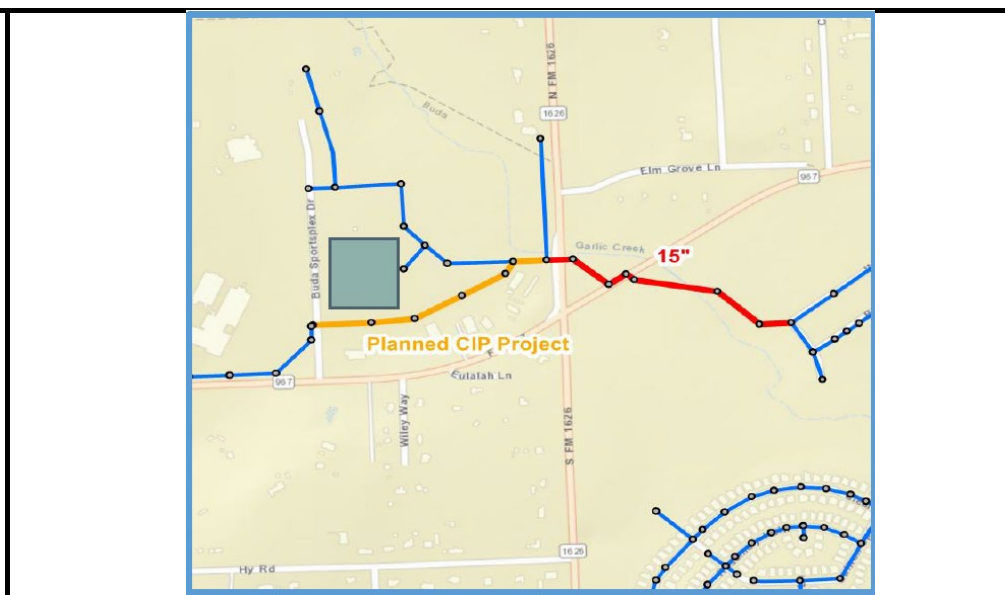 N FM 1626
1626
Buda
Elm Grove Ln
967
Buda Sportsplex Dr
Garlic Creek
15"
Planned CIP Project
967
Eulalah Ln
Wiley Way
S FM 1626
1626
Hy Rd